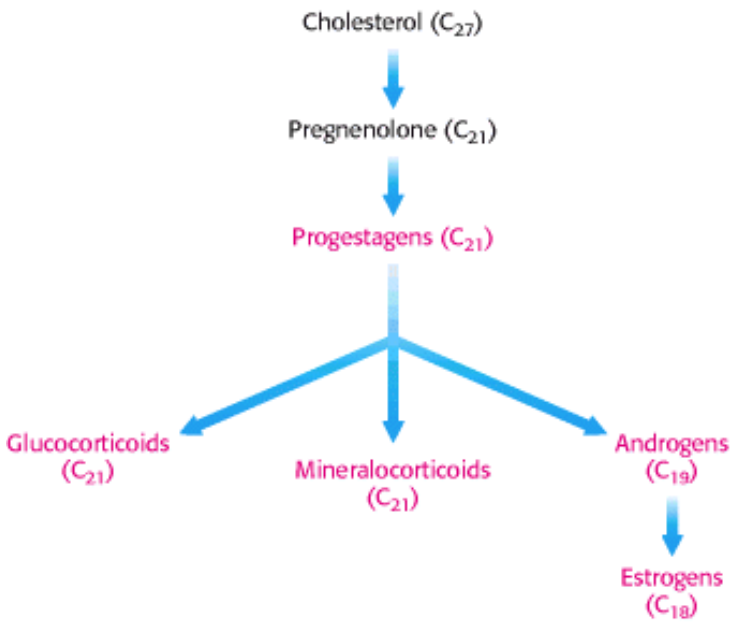 Cholesterol (C₂₇)
Pregnenolone (C₂₁)
Progestagens (C₂₁)
Glucocorticoids
(C₂₁)
Mineralocorticoids
(C₂₁)
Androgens
(C₁₉)
Estrogens
(C₁₈)